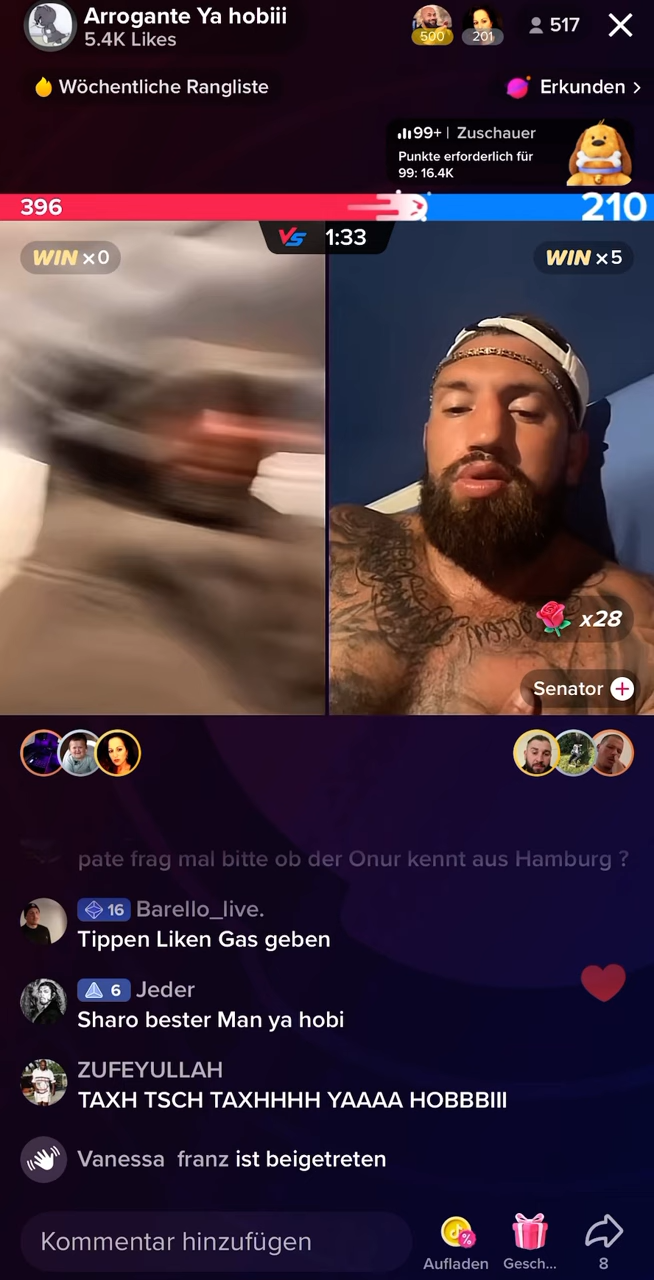 Arrogante Ya hobiii
5.4K Likes
500
201
517
Wöchentliche Rangliste
Erkunden >
99+ | Zuschauer
Punkte erforderlich für
99: 16.4K
396
210
VS 1:33
WIN x0
WIN x5
x28
Senator +
pate frag mal bitte ob der Onur kennt aus Hamburg ?
16 Barello_live.
Tippen Liken Gas geben
6 Jeder
Sharo bester Man ya hobi
ZUFEYULLAH
TAXH TSCH TAXHHHH YAAAA HOBBBIII
Vanessa franz ist beigetreten
Kommentar hinzufügen
Aufladen
Gesch...
8